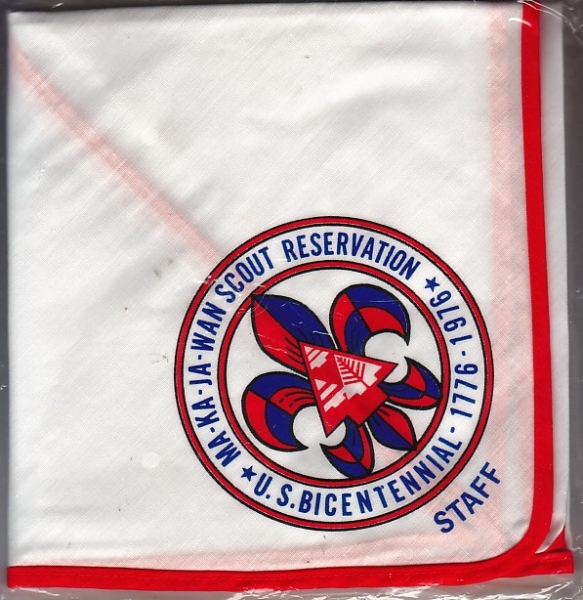 MA-KA-JA-WAN SCOUT RESERVATION
★ U.S. BICENTENNIAL - 1776 - 1976 ★
STAFF